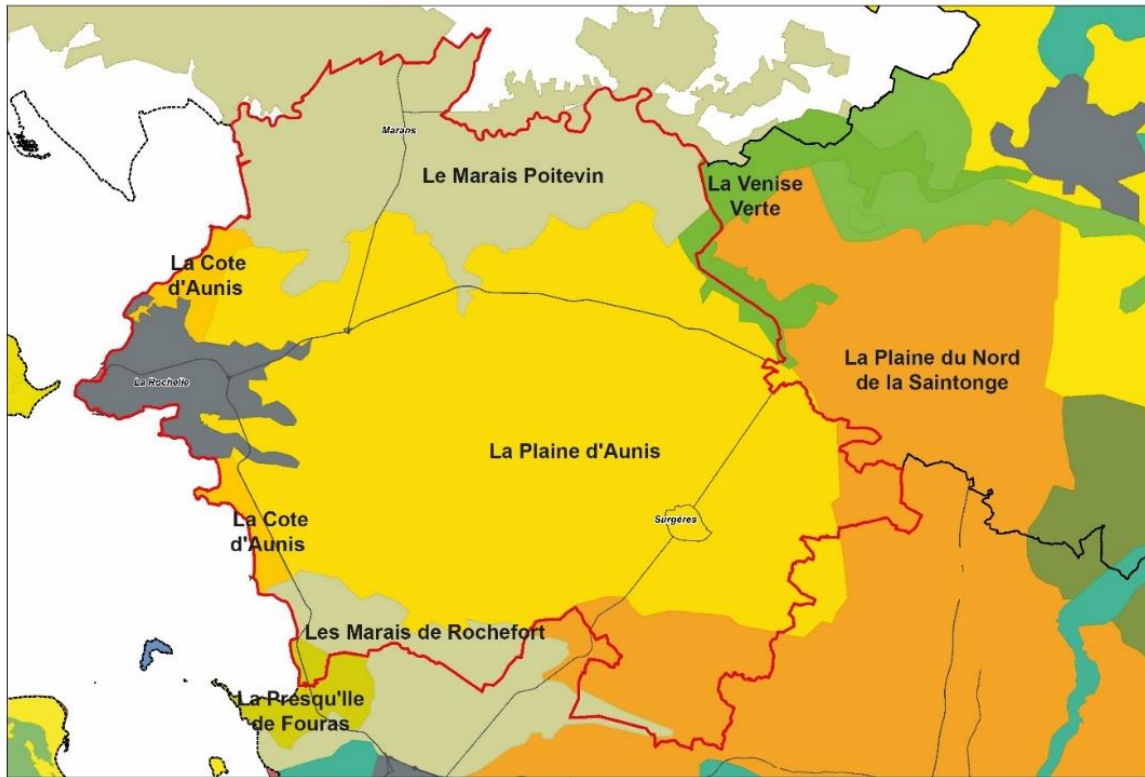 Marans
Le Marais Poitevin
La Venise
Verte
La Cote
d'Aunis
La Plaine du Nord
de la Saintonge
La Rochelle
La Plaine d'Aunis
La Cote
d'Aunis
Surgères
Les Marais de Rochefort
La Presqu'Ile
de Fouras